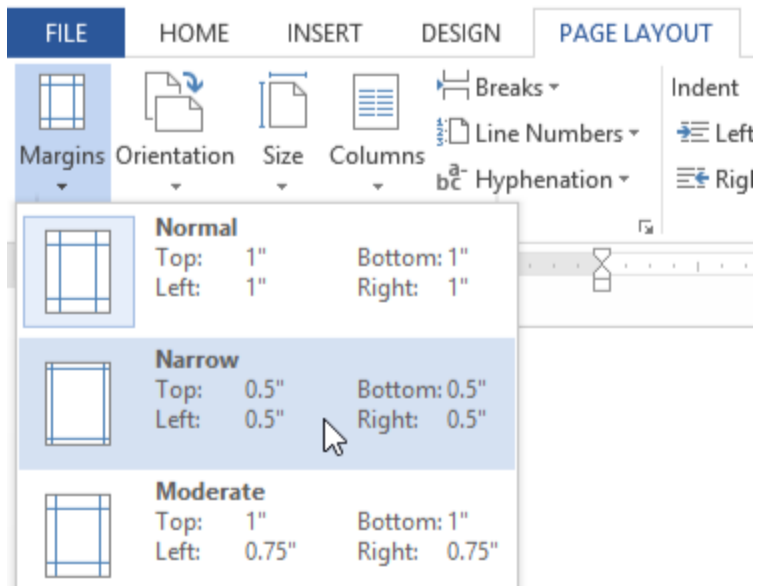 FILE HOME INSERT DESIGN PAGE LAYOUT
Margins Orientation Size Columns
Breaks
Line Numbers
Hyphenation
Indent
Left
Normal
Top: 1" Bottom: 1"
Left: 1" Right: 1"
Narrow
Top: 0.5" Bottom: 0.5"
Left: 0.5" Right: 0.5"
Moderate
Top: 1" Bottom: 1"
Left: 0.75" Right: 0.75"